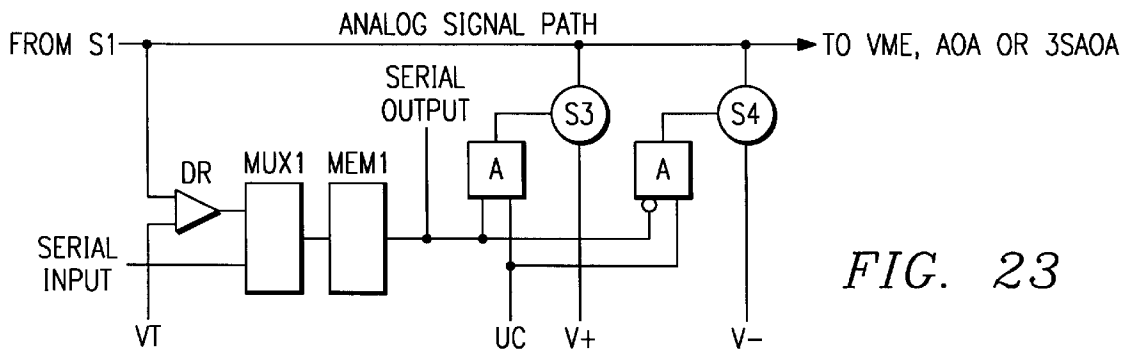 ANALOG SIGNAL PATH
FROM S1
TO VME, AOA OR 3SAOA
SERIAL
OUTPUT
S3
S4
DR
MUX1
MEM1
A
A
SERIAL
INPUT
VT
UC
V+
V-
FIG. 23